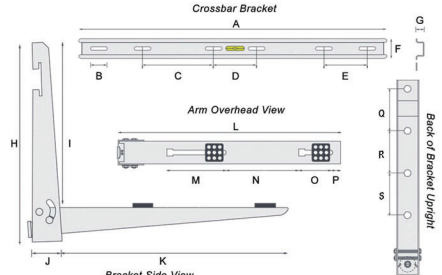 Crossbar Bracket
A
G
F
B
C
D
E
Arm Overhead View
L
H
I
Q
M
N
O
P
R
S
Back of Bracket Upright
J
K
Bracket Side View